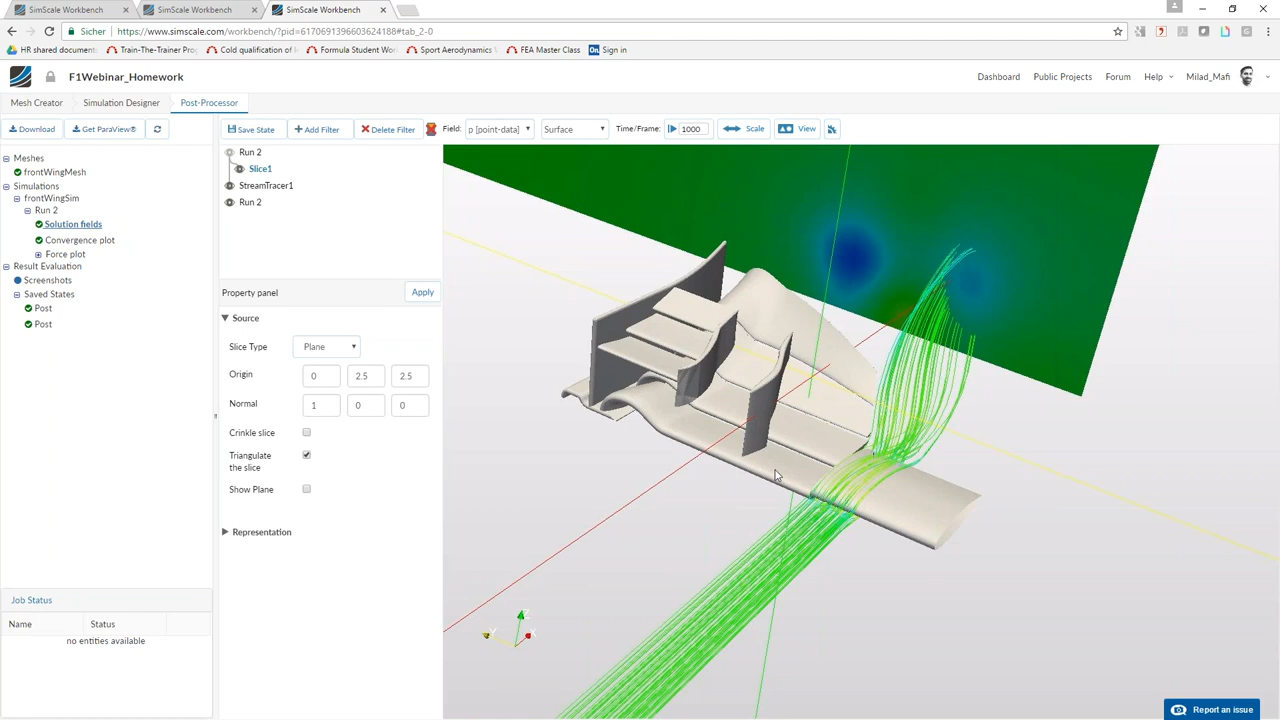 SimScale Workbench
SimScale Workbench
SimScale Workbench
Sicher
https://www.simscale.com/workbench/?pid=6170691396603624188#tab_2-0
HR shared document
Train-The-Trainer Pro
Cold qualification of
Formula Student Wo
Sport Aerodynamics
FEA Master Class
Sign in
F1Webinar_Homework
Dashboard
Public Projects
Forum
Help
Milad_Mafi
Mesh Creator
Simulation Designer
Post-Processor
Download
Get ParaView®
Save State
Add Filter
Delete Filter
Field:
p [point-data]
Surface
Time/Frame:
1000
Scale
View
Meshes
frontWingMesh
Simulations
frontWingSim
Run 2
Solution fields
Convergence plot
Force plot
Result Evaluation
Screenshots
Saved States
Post
Post
Run 2
Slice1
StreamTracer1
Run 2
Property panel
Apply
Source
Slice Type
Plane
Origin
0
2.5
2.5
Normal
1
0
0
Crinkle slice
Triangulate
the slice
Show Plane
Representation
Job Status
Name
Status
no entities available
Z
Y
X
Report an issue